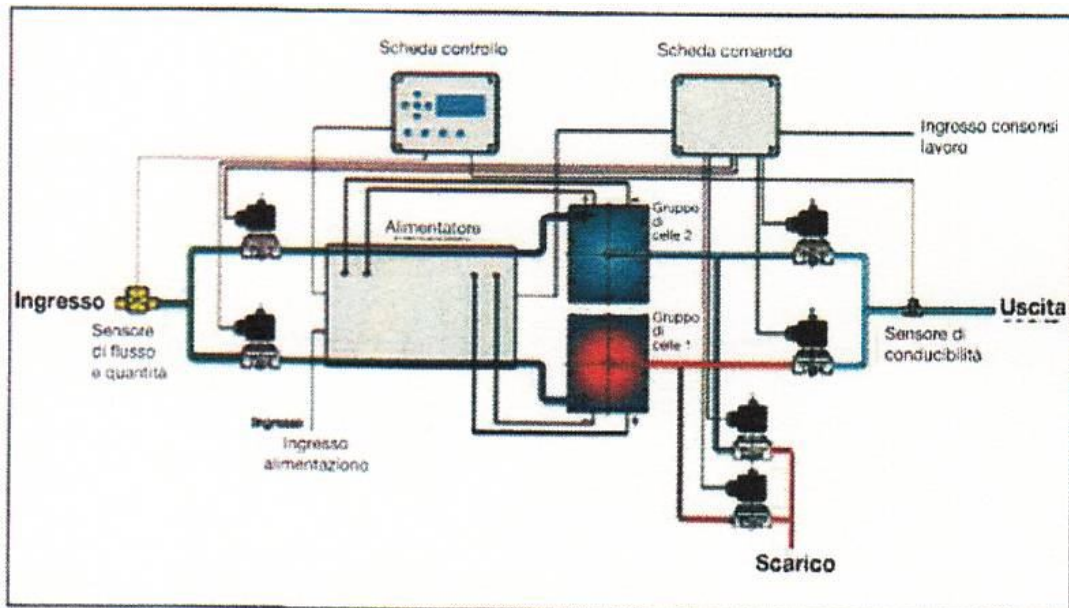 Scheda controllo
Scheda comando
Ingresso consensi
lavoro
Gruppo
di
celle 2
Alimentatore
Ingresso
Uscita
Sensore
di flusso
e quantità
Gruppo
di
celle 1
Sensore di
conducibilità
Ingresso
Ingresso
alimentazione
Scarico